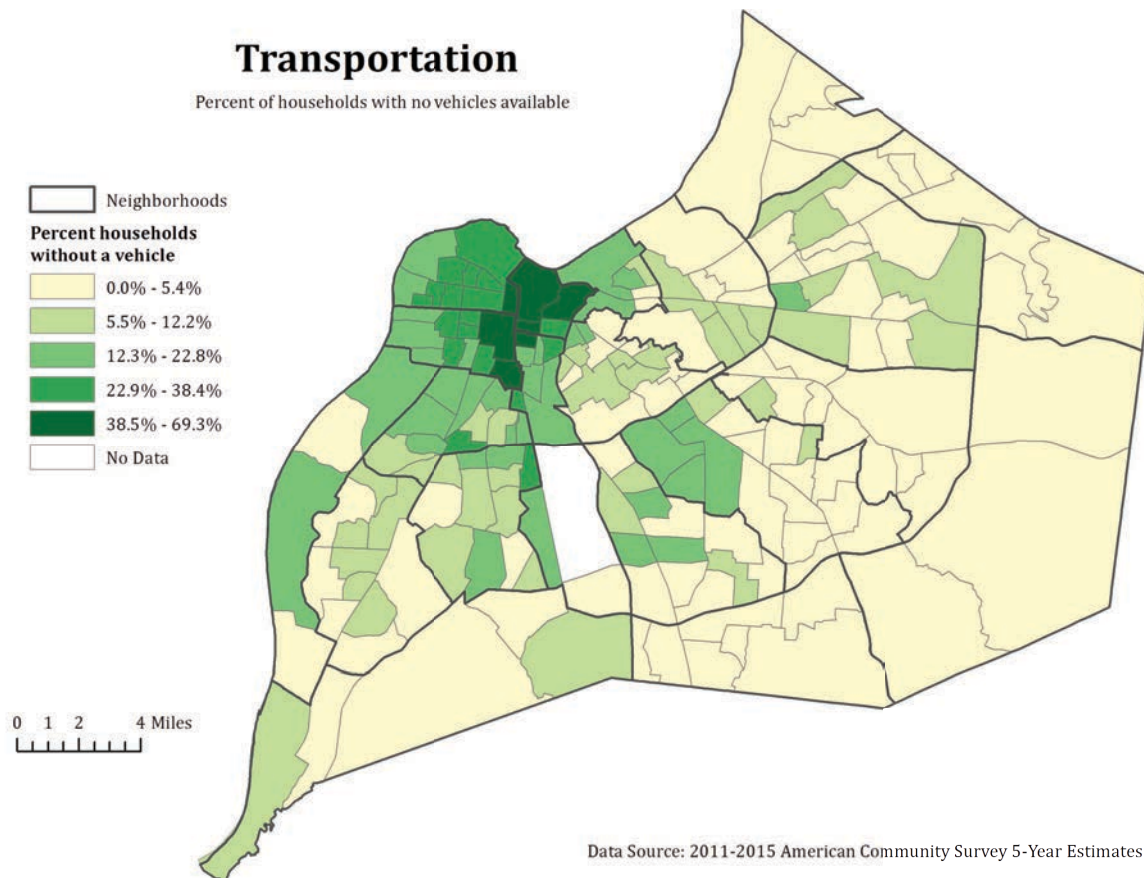 Transportation
Percent of households with no vehicles available
Neighborhoods
Percent households
without a vehicle
0.0% - 5.4%
5.5% - 12.2%
12.3% - 22.8%
22.9% - 38.4%
38.5% - 69.3%
No Data
0 1 2 4 Miles
Data Source: 2011-2015 American Community Survey 5-Year Estimates